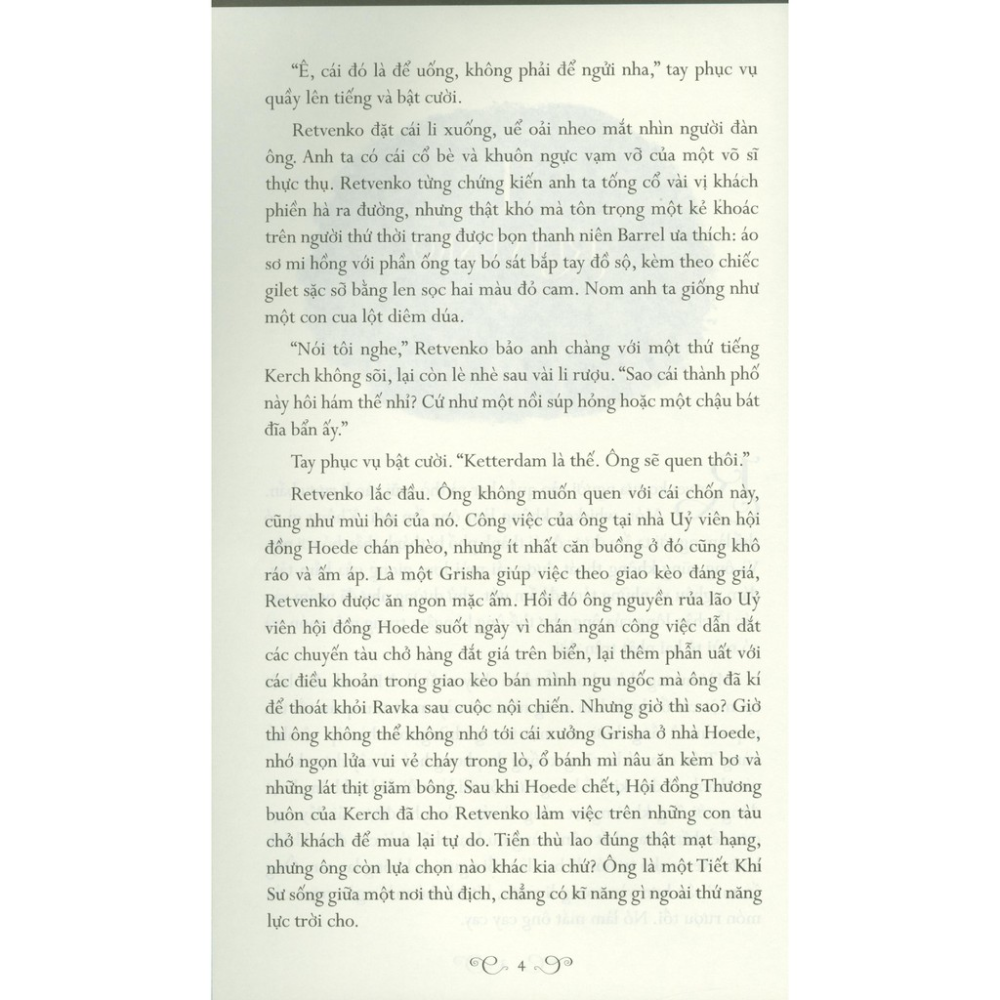 “Ê, cái đó là để uống, không phải để ngửi nha,” tay phục vụ
quầy lên tiếng và bật cười.
Retvenko đặt cái li xuống, uể oải nheo mắt nhìn người đàn
ông. Anh ta có cái cổ bè và khuôn ngực vạm vỡ của một võ sĩ
thực thụ. Retvenko từng chứng kiến anh ta tống cổ vài vị khách
phiền hà ra đường, nhưng thật khó mà tôn trọng một kẻ khoác
trên người thứ thời trang được bọn thanh niên Barrel ưa thích: áo
sơ mi hồng với phần ống tay bó sát bắp tay đồ sộ, kèm theo chiếc
gilet sặc sỡ bằng len sọc hai màu đỏ cam. Nom anh ta giống như
một con cua lột diêm dúa.
“Nói tôi nghe,” Retvenko bảo anh chàng với một thứ tiếng
Kerch không sõi, lại còn lè nhè sau vài li rượu. “Sao cái thành phố
này hôi hám thế nhỉ? Cứ như một nồi súp hỏng hoặc một chậu bát
đĩa bẩn ấy.”
Tay phục vụ bật cười. “Ketterdam là thế. Ông sẽ quen thôi.”
Retvenko lắc đầu. Ông không muốn quen với cái chốn này,
cũng như mùi hôi của nó. Công việc của ông tại nhà Uỷ viên hội
đồng Hoede chán phèo, nhưng ít nhất căn buồng ở đó cũng khô
ráo và ấm áp. Là một Grisha giúp việc theo giao kèo đáng giá,
Retvenko được ăn ngon mặc ấm. Hồi đó ông nguyền rủa lão Uỷ
viên hội đồng Hoede suốt ngày vì chán ngán công việc dẫn dắt
các chuyến tàu chở hàng đắt giá trên biển, lại thêm phẫn uất với
các điều khoản trong giao kèo bán mình ngu ngốc mà ông đã kí
để thoát khỏi Ravka sau cuộc nội chiến. Nhưng giờ thì sao? Giờ
thì ông không thể không nhớ tới cái xưởng Grisha ở nhà Hoede,
nhớ ngọn lửa vui vẻ cháy trong lò, ổ bánh mì nâu ăn kèm bơ và
những lát thịt giăm bông. Sau khi Hoede chết, Hội đồng Thương
buôn của Kerch đã cho Retvenko làm việc trên những con tàu
chở khách để mua lại tự do. Tiền thù lao đúng thật mạt hạng,
nhưng ông còn lựa chọn nào khác kia chứ? Ông là một Tiết Khí
Sư sống giữa một nơi thù địch, chẳng có kĩ năng gì ngoài thứ năng
lực trời cho.
4